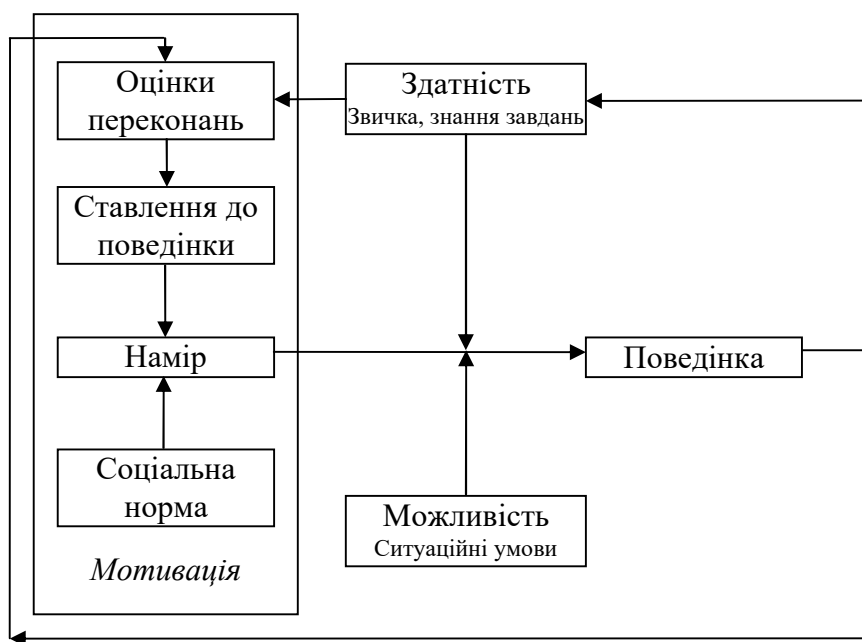 Оцінки
переконань
Здатність
Звичка, знання завдань
Ставлення до
поведінки
Намір
Поведінка
Соціальна
норма
Можливість
Ситуаційні умови
Мотивація